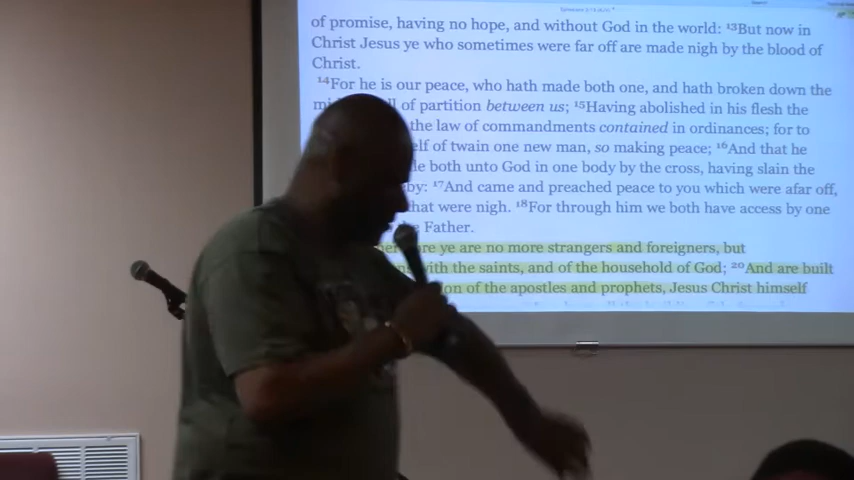 of promise, having no hope, and without God in the world: ¹³But now in
Christ Jesus ye who sometimes were far off are made nigh by the blood of
Christ.
¹⁴For he is our peace, who hath made both one, and hath broken down the
of partition between us; ¹⁵Having abolished in his flesh the
the law of commandments contained in ordinances; for to
elf of twain one new man, so making peace; ¹⁶And that he
le both unto God in one body by the cross, having slain the
by: ¹⁷And came and preached peace to you which were afar off,
hat were nigh. ¹⁸For through him we both have access by one
Father.
ye are no more strangers and foreigners, but
with the saints, and of the household of God; ²⁰And are built
on of the apostles and prophets, Jesus Christ himself